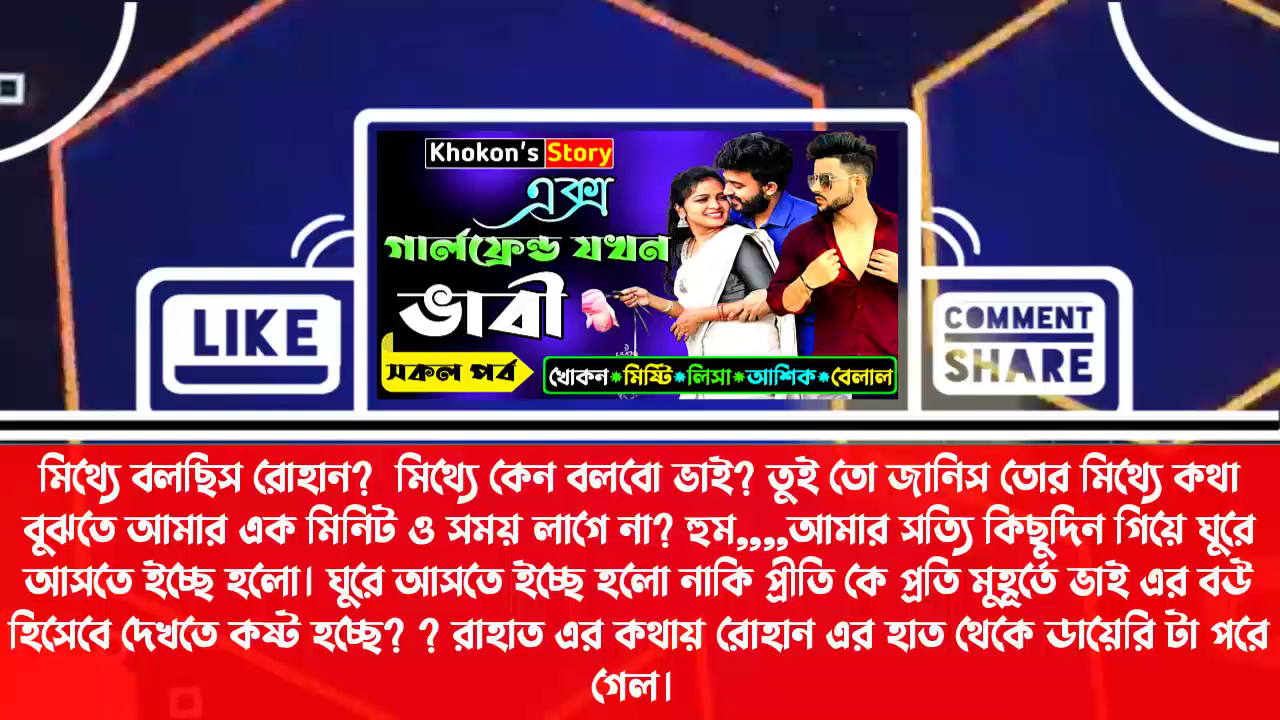 Khokon's Story
এক্স
গার্লফ্রেন্ড যখন
ভাবী
সকল পর্ব
খোকন*মিষ্টি*লিসা*আশিক*বেলাল
LIKE
COMMENT
SHARE
মিথ্যে বলছিস রোহান? মিথ্যে কেন বলবো ভাই? তুই তো জানিস তোর মিথ্যে কথা
বুঝতে আমার এক মিনিট ও সময় লাগে না? হুম,,,,আমার সত্যি কিছুদিন গিয়ে ঘুরে
আসতে ইচ্ছে হলো। ঘুরে আসতে ইচ্ছে হলো নাকি প্রীতি কে প্রতি মুহূর্তে ভাই এর বউ
হিসেবে দেখতে কষ্ট হচ্ছে? ? রাহাত এর কথায় রোহান এর হাত থেকে ডায়েরি টা পরে
গেল।